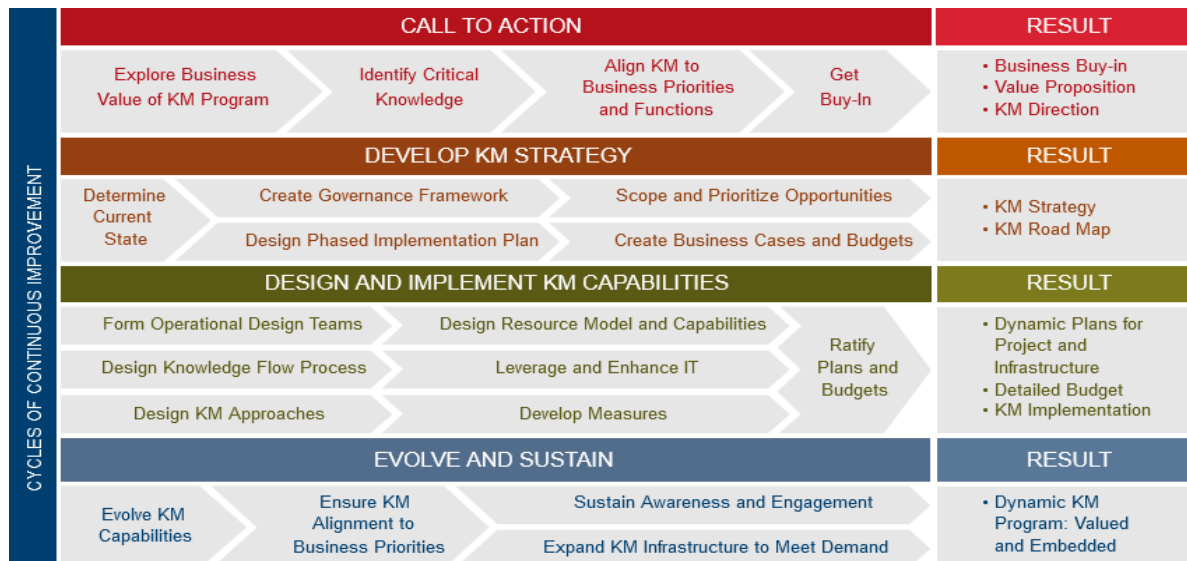 CYCLES OF CONTINUOUS IMPROVEMENT
CALL TO ACTION
RESULT
Explore Business
Value of KM Program
Identify Critical
Knowledge
Align KM to
Business Priorities
and Functions
Get
Buy-In
• Business Buy-in
• Value Proposition
• KM Direction
DEVELOP KM STRATEGY
RESULT
Determine
Current
State
Create Governance Framework
Scope and Prioritize Opportunities
Design Phased Implementation Plan
Create Business Cases and Budgets
• KM Strategy
• KM Road Map
DESIGN AND IMPLEMENT KM CAPABILITIES
RESULT
Form Operational Design Teams
Design Resource Model and Capabilities
Design Knowledge Flow Process
Leverage and Enhance IT
Design KM Approaches
Develop Measures
Ratify
Plans and
Budgets
• Dynamic Plans for
Project and
Infrastructure
• Detailed Budget
• KM Implementation
EVOLVE AND SUSTAIN
RESULT
Evolve KM
Capabilities
Ensure KM
Alignment to
Business Priorities
Sustain Awareness and Engagement
Expand KM Infrastructure to Meet Demand
• Dynamic KM
Program: Valued
and Embedded